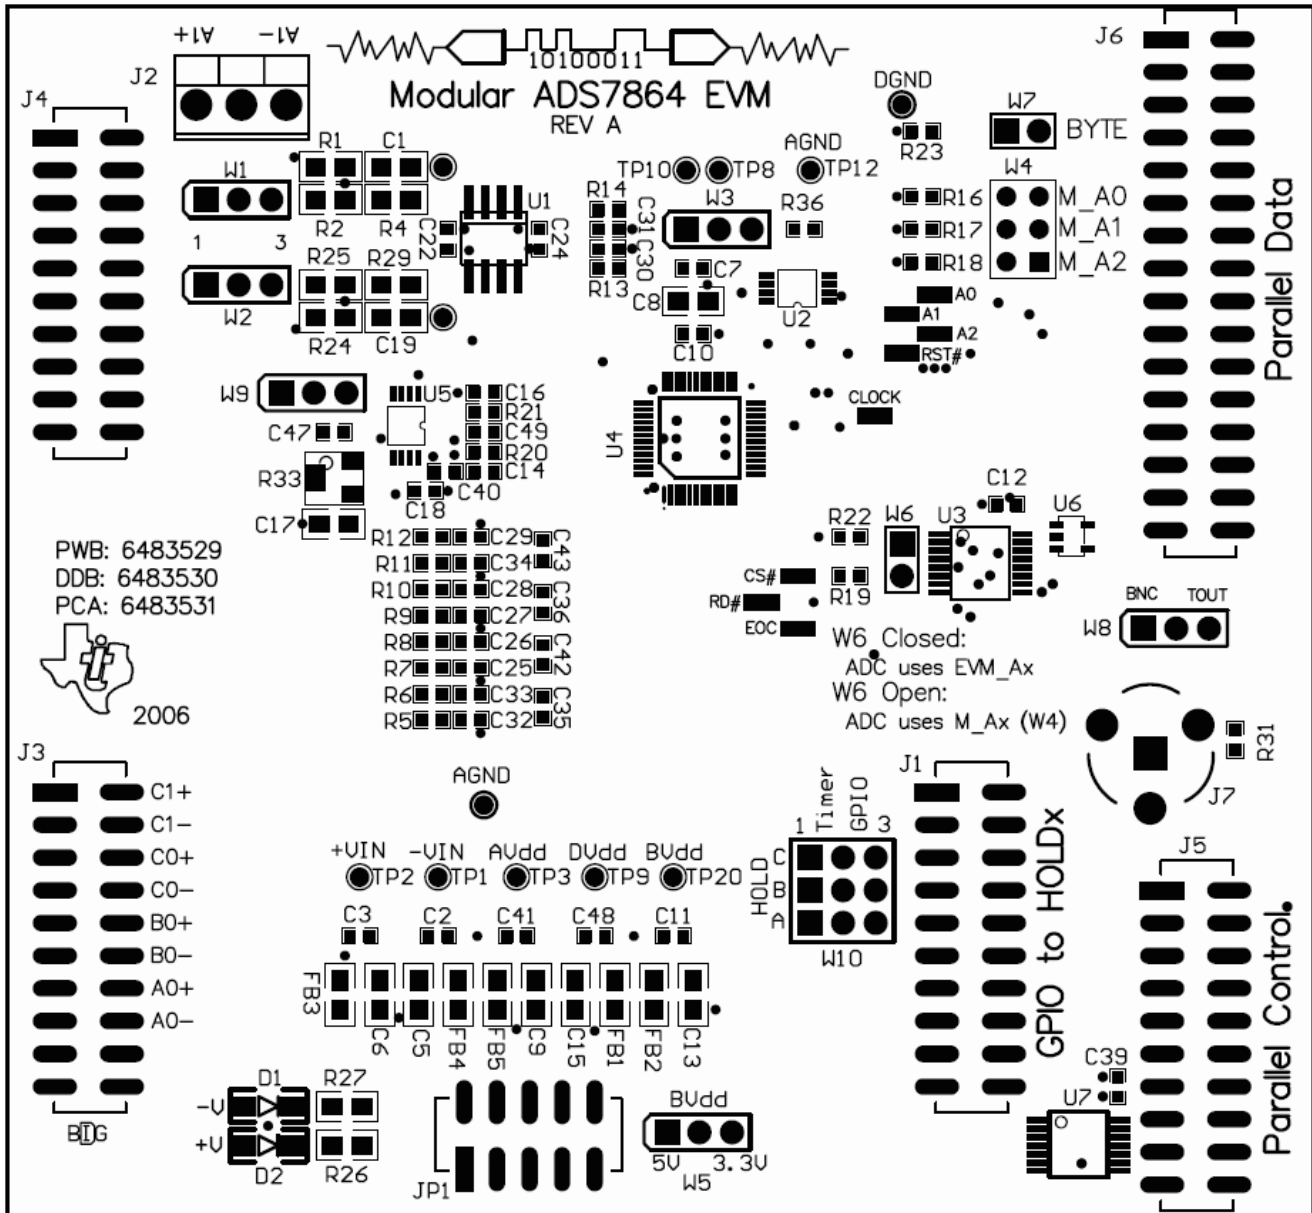 A1+ A1-
J2
10100011
Modular ADS7864 EVM
REV A
J6
J4
DGND
W7
BYTE
R23
R1 C1
AGND
TP10 TP8 TP12
W1
R2 R4
U1
R14
C31
W3
R36
W4
R16
M_A0
1 3
C22
C24
R17
M_A1
C30
R18
M_A2
R25 R29
R13
C7
C8
U2
W2
R24 C19
C10
A0
A1
A2
RST#
Parallel Data
W9
U5
C16
R21
CLOCK
C47
C49
U4
R20
R33
C14
C40
C18
C17
C12
R22
W6
U3
U6
PWB: 6483529
DDB: 6483530
PCA: 6483531
R12 C29
C43
R11 C34
R10 C28
C36
R9 C27
R8 C26
C42
R7 C25
R6 C33
C35
R5 C32
CS#
R19
RD#
EOC
BNC TOUT
W8
W6 Closed:
ADC uses EVM_Ax
W6 Open:
ADC uses M_Ax (W4)
2006
R31
J3
J1
J7
C1+
C1-
C0+
C0-
B0+
B0-
A0+
A0-
AGND
Timer
GPIO
1 3
HOLD
C
B
A
W10
GPIO to HOLDx
J5
Parallel Control.
+VIN -VIN AVdd DVdd BVdd
TP2 TP1 TP3 TP9 TP20
C3 C2 C41 C48 C11
FB3 C6 C5 FB4 FB5 C9 C15 FB1 FB2 C13
D1 R27
-V
+V
D2 R26
JP1
BVdd
5V 3.3V
W5
C39
U7